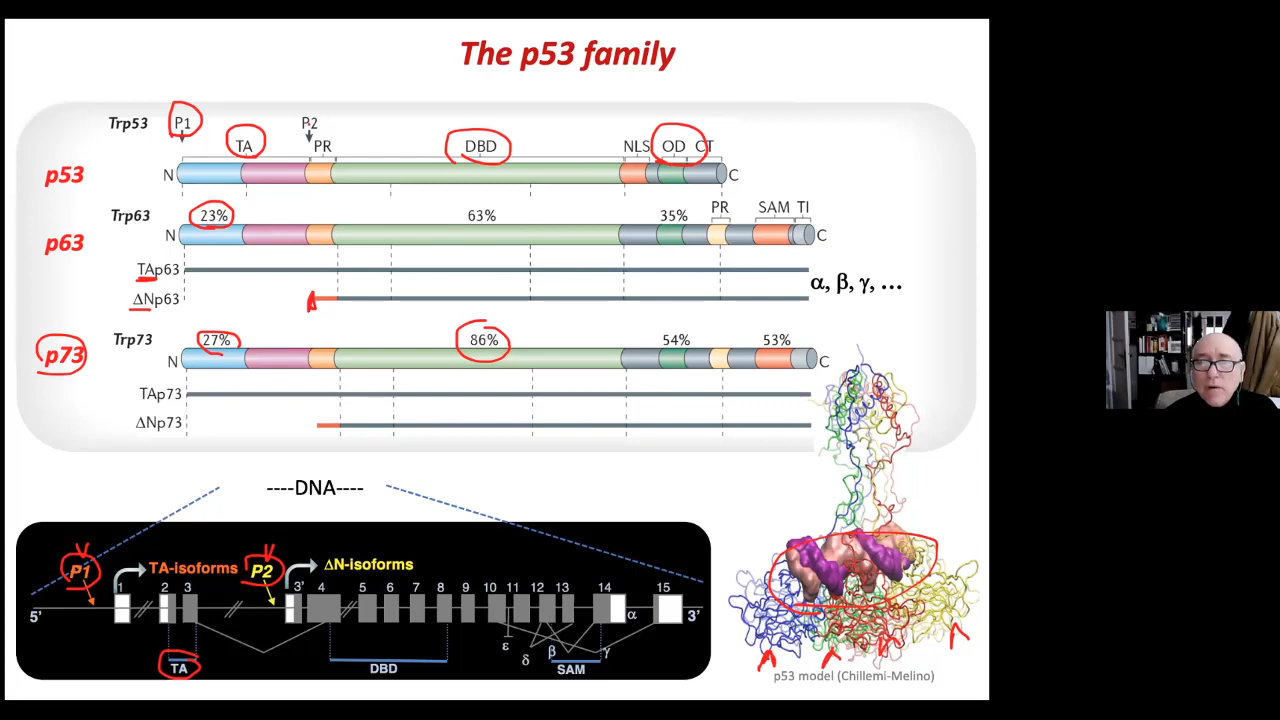 The p53 family
Trp53 P1 P2
TA PR DBD NLS OD CT
p53 N C
Trp63 23% 63% 35% PR SAM TI
p63 N C
TAp63
α, β, γ, ...
ΔNp63
Trp73 27% 86% 54% 53%
p73 N C
TAp73
ΔNp73
----DNA----
P1 TA-isoforms P2 ΔN-isoforms
1 2 3 3' 4 5 6 7 8 9 10 11 12 13 14 15
5' α 3'
ε δ β γ
TA DBD SAM
p53 model (Chillemi-Melino)